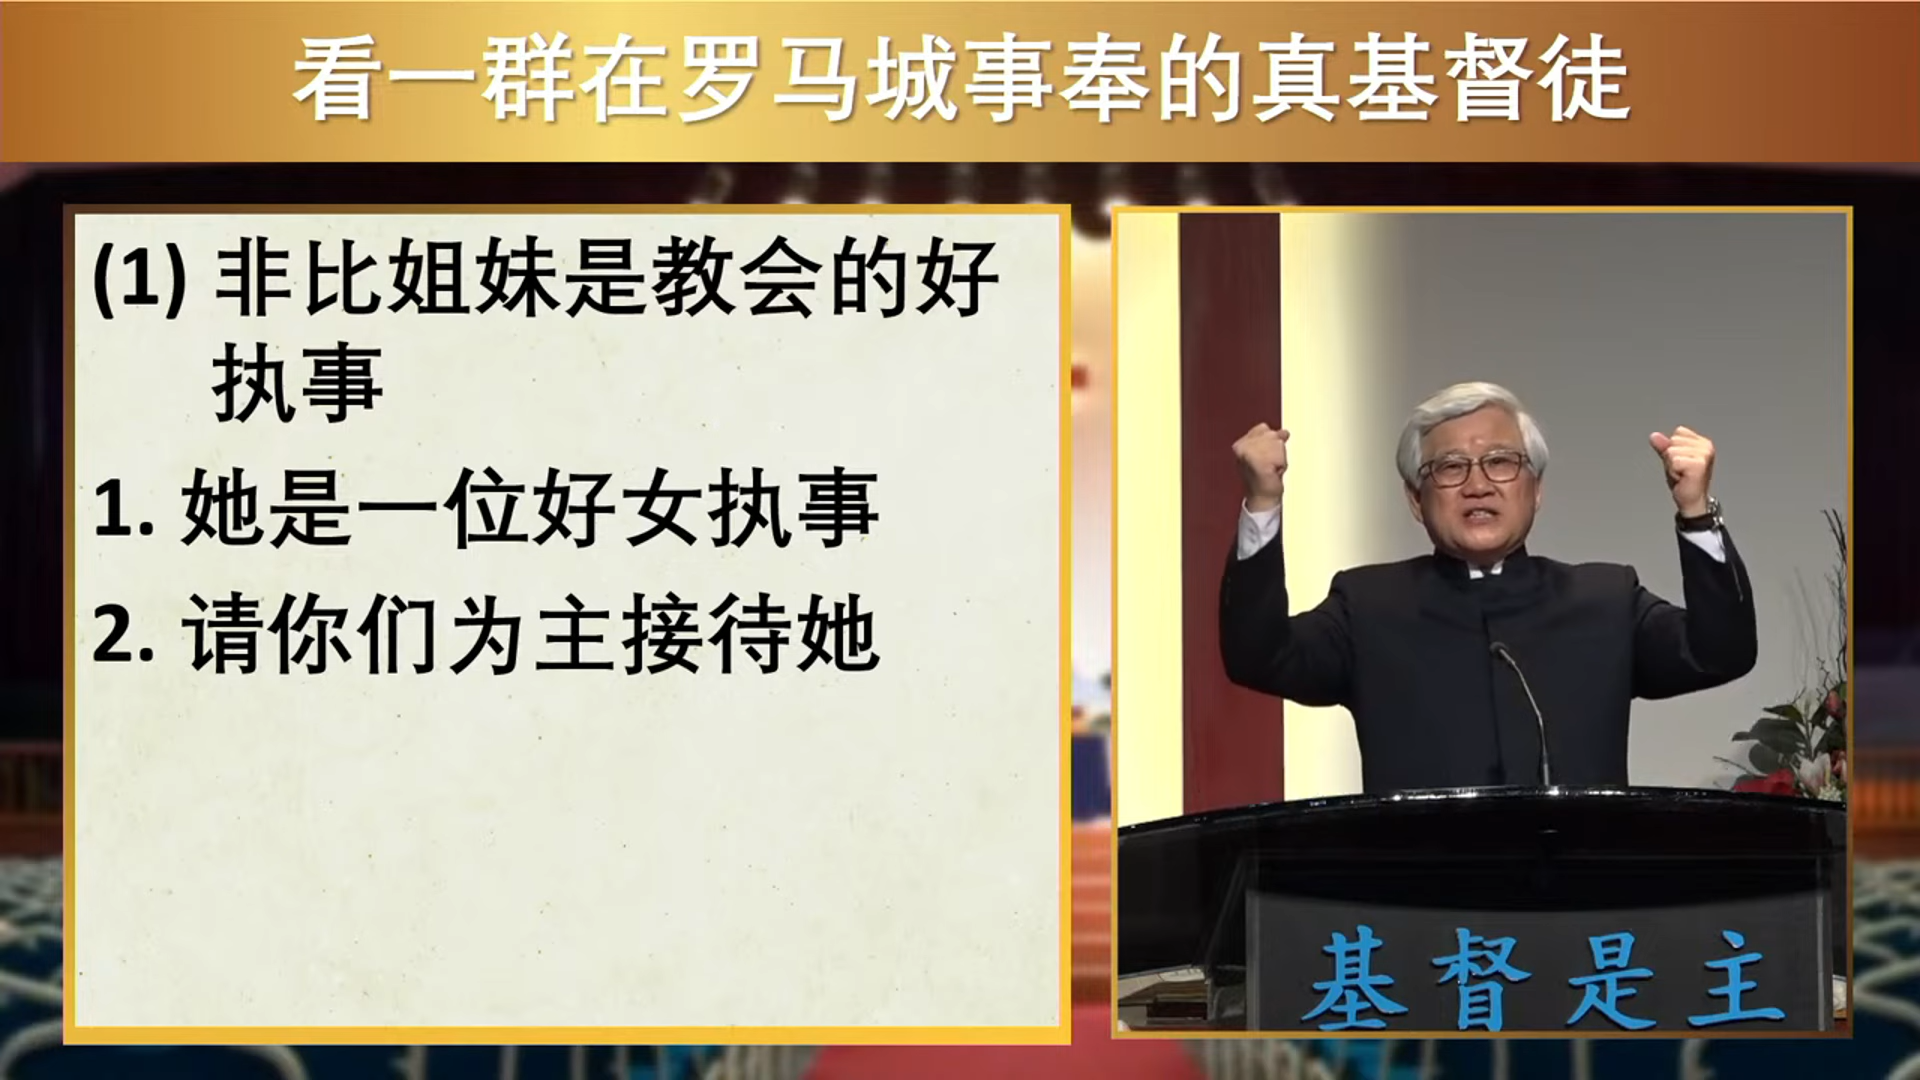 看一群在罗马城事奉的真基督徒
(1) 非比姐妹是教会的好
执事
1. 她是一位好女执事
2. 请你们为主接待她
基督是主